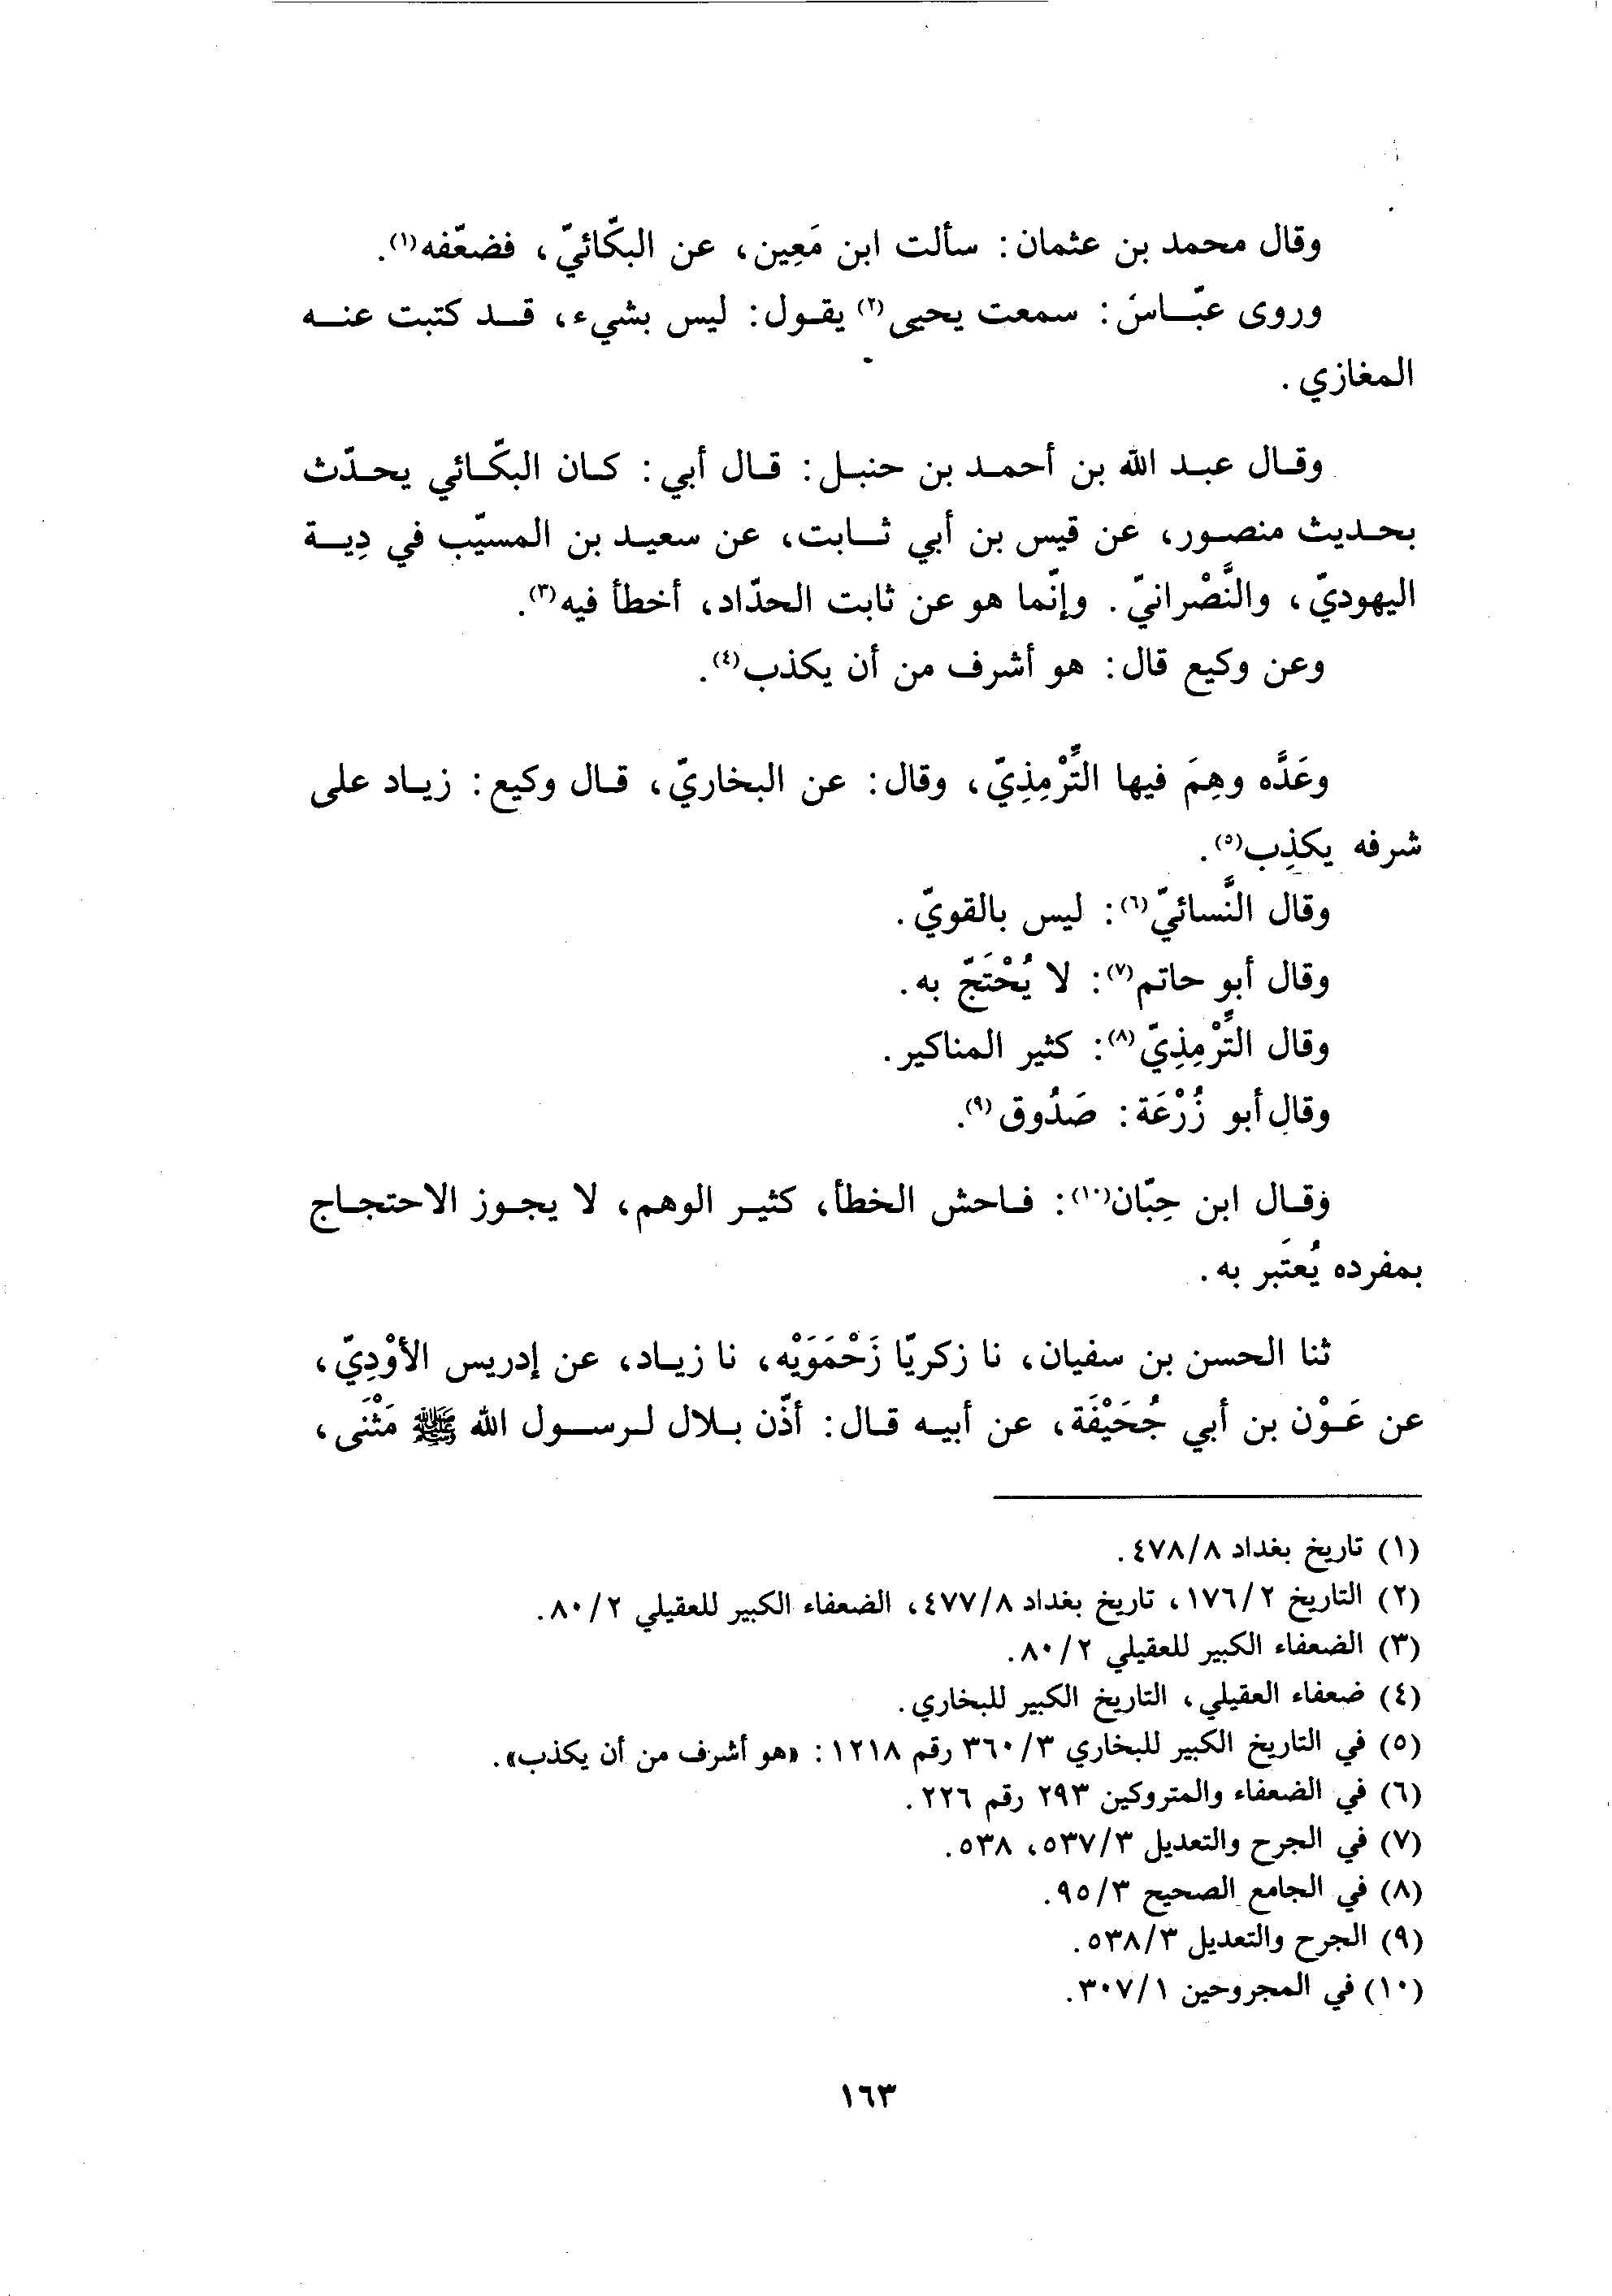 وقال محمد بن عثمان: سألت ابن مَعِين، عن البكّائيّ، فضعّفه(١).
وروى عبّاس: سمعت يحيى(٢) يقول: ليس بشيء، قد كتبت عنه
المغازي.
وقال عبد الله بن أحمد بن حنبل: قال أبي: كان البكّائي يحدّث
بحديث منصور، عن قيس بن أبي ثابت، عن سعيد بن المسيّب في دِية
اليهوديّ، والنَّصْرانيّ. وإنّما هو عن ثابت الحدّاد، أخطأ فيه(٣).
وعن وكيع قال: هو أشرف من أن يكذب(٤).
وعَدَّه وهِمَ فيها التِّرْمِذِيّ، وقال: عن البخاريّ، قال وكيع: زياد على
شرفه يكذِب(٥).
وقال النَّسائيّ(٦): ليس بالقويّ.
وقال أبو حاتم(٧): لا يُحْتَجّ به.
وقال التِّرْمِذِيّ(٨): كثير المناكير.
وقال أبو زُرْعَة: صَدُوق(٩).
وقال ابن حِبّان(١٠): فاحش الخطأ، كثير الوهم، لا يجوز الاحتجاج
بمفرده يُعتَبر به.
ثنا الحسن بن سفيان، نا زكريّا زَحْمَوَيْه، نا زياد، عن إدريس الأوْدِيّ،
عن عَوْن بن أبي جُحَيْفَة، عن أبيه قال: أذّن بلال لرسول الله ﷺ مَثْنَى،
(١) تاريخ بغداد ٤٧٨/٨.
(٢) التاريخ ١٧٦/٢، تاريخ بغداد ٤٧٧/٨، الضعفاء الكبير للعقيلي ٨٠/٢.
(٣) الضعفاء الكبير للعقيلي ٨٠/٢.
(٤) ضعفاء العقيلي، التاريخ الكبير للبخاري.
(٥) في التاريخ الكبير للبخاري ٣٦٠/٣ رقم ١٢١٨: «هو أشرف من أن يكذب».
(٦) في الضعفاء والمتروكين ٢٩٣ رقم ٢٢٦.
(٧) في الجرح والتعديل ٥٣٧/٣، ٥٣٨.
(٨) في الجامع الصحيح ٩٥/٣.
(٩) الجرح والتعديل ٥٣٨/٣.
(١٠) في المجروحين ٣٠٧/١.
١٦٣